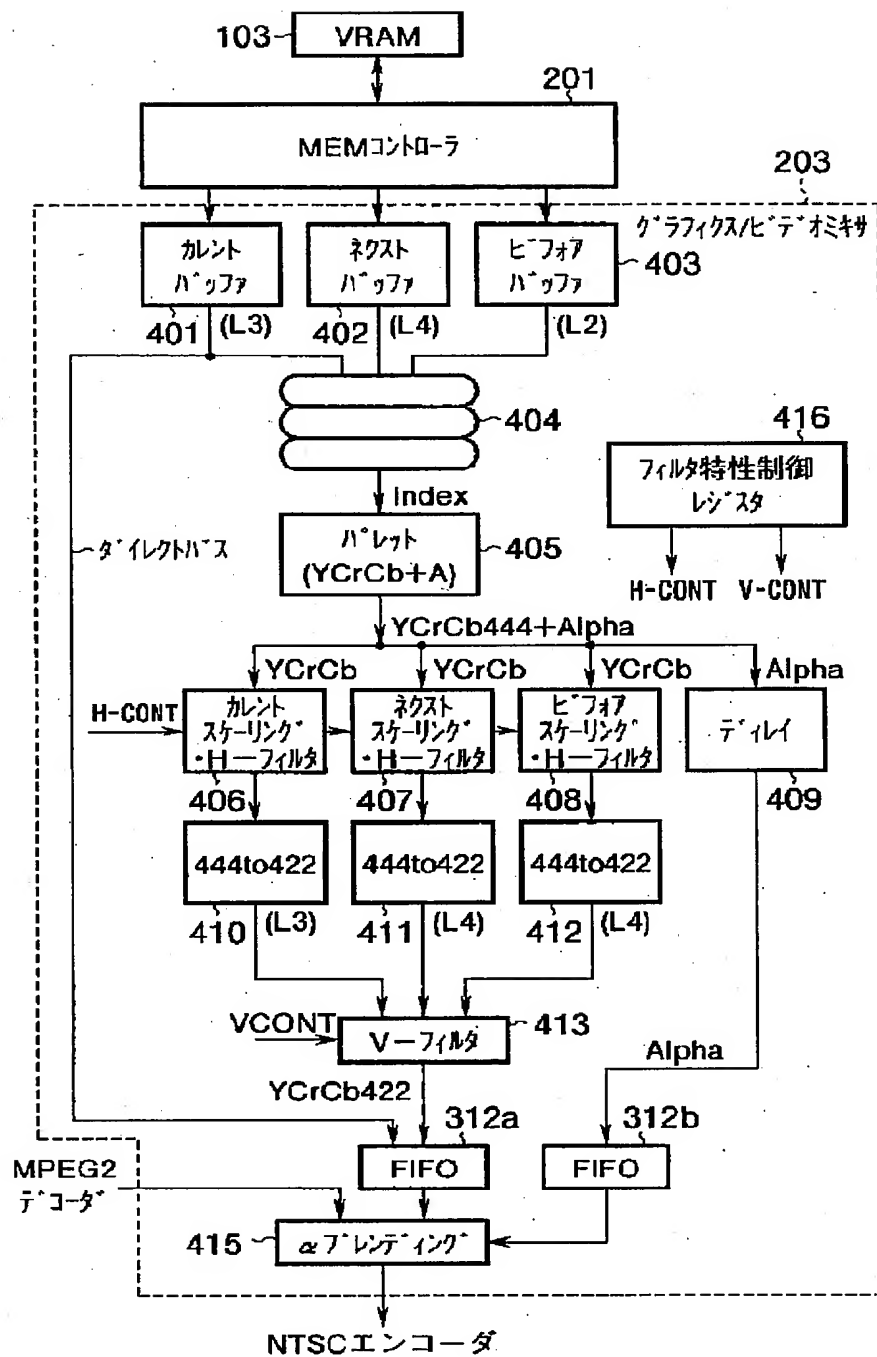 103
VRAM
201
MEMコントローラ
203
グラフィクス/ビデオミキサ
カレント
バッファ
ネクスト
バッファ
ビフォア
バッファ
403
401
(L3)
402
(L4)
(L2)
404
416
フィルタ特性制御
レジスタ
Index
ダイレクトパス
パレット
(YCrCb+A)
405
H-CONT
V-CONT
YCrCb444+Alpha
YCrCb
YCrCb
YCrCb
Alpha
H-CONT
カレント
スケーリング
・H－フィルタ
ネクスト
スケーリング
・H－フィルタ
ビフォア
スケーリング
・H－フィルタ
ディレイ
406
407
408
409
444to422
444to422
444to422
410
(L3)
411
(L4)
412
(L4)
VCONT
V－フィルタ
413
YCrCb422
Alpha
312a
312b
MPEG2
デコーダ
FIFO
FIFO
415
αブレンディング
NTSCエンコーダ